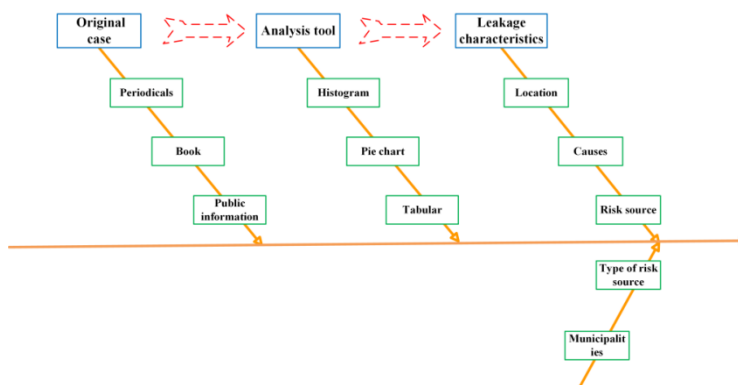 Original
case
Analysis tool
Leakage
characteristics
Periodicals
Histogram
Location
Book
Pie chart
Causes
Public
information
Tabular
Risk source
Type of risk
source
Municipalit
ies